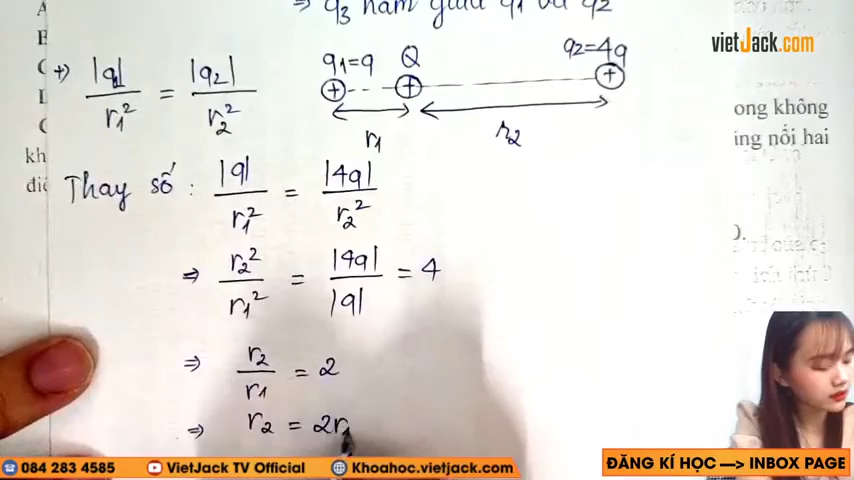 ⇒ q3 nằm giữa q1 và q2
vietJack.com
+) |q1| / r1² = |q2| / r2²
q1=q Q q2=4q
+ + +
r1 r2
ong không
ing nối hai
Thay số : |q| / r1² = |4q| / r2²
⇒ r2² / r1² = |4q| / |q| = 4
⇒ r2 / r1 = 2
⇒ r2 = 2r1
084 283 4585 VietJack TV Official Khoahoc.vietjack.com
ĐĂNG KÍ HỌC —> INBOX PAGE